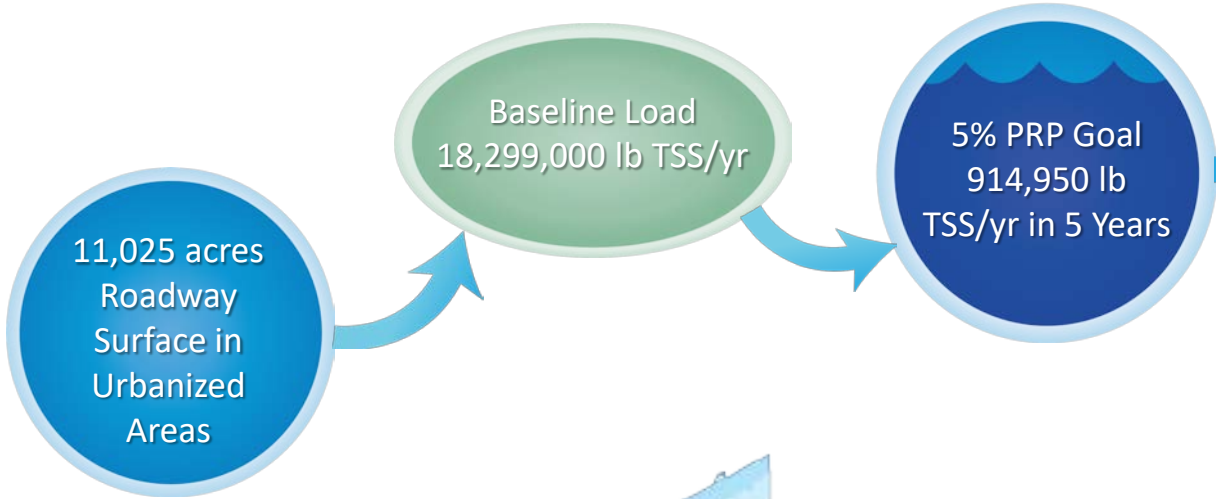 11,025 acres
Roadway
Surface in
Urbanized
Areas
Baseline Load
18,299,000 lb TSS/yr
5% PRP Goal
914,950 lb
TSS/yr in 5 Years